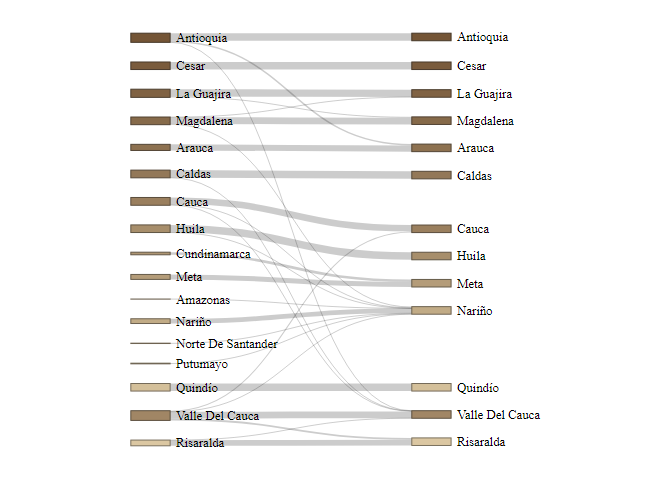 Antioquia
Cesar
La Guajira
Magdalena
Arauca
Caldas
Cauca
Huila
Cundinamarca
Meta
Amazonas
Nariño
Norte De Santander
Putumayo
Quindío
Valle Del Cauca
Risaralda
Antioquia
Cesar
La Guajira
Magdalena
Arauca
Caldas
Cauca
Huila
Meta
Nariño
Quindío
Valle Del Cauca
Risaralda